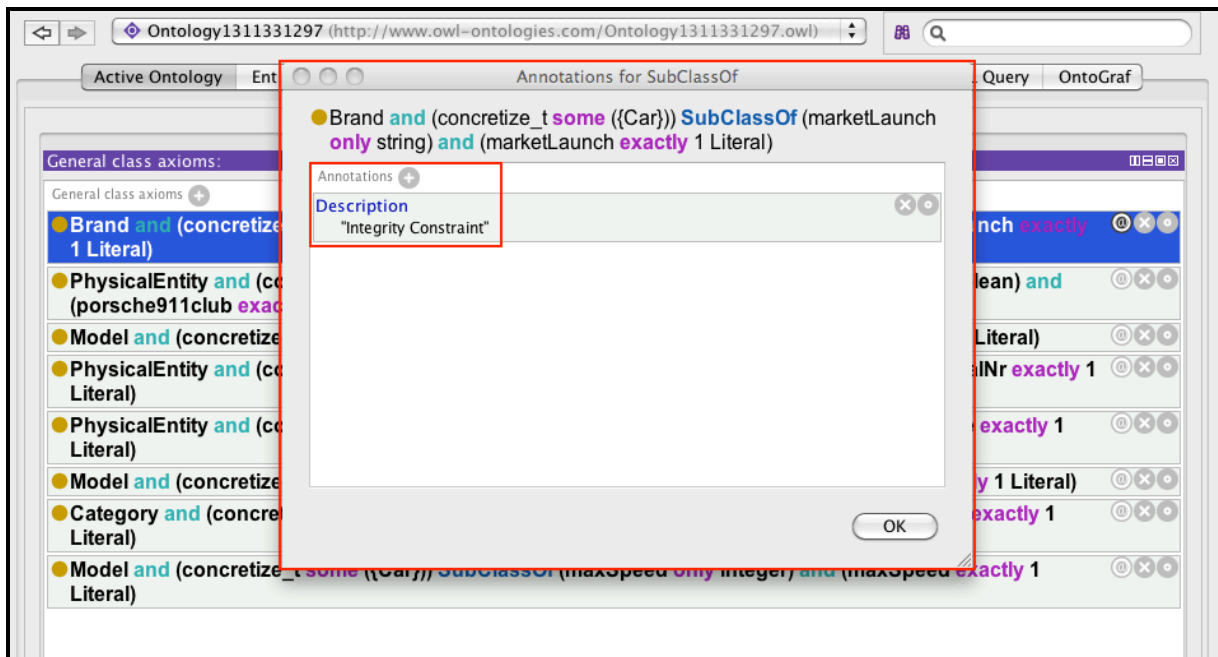 Ontology1311331297 (http://www.owl-ontologies.com/Ontology1311331297.owl)
Active Ontology Ent Query OntoGraf
Annotations for SubClassOf
Brand and (concretize_t some ({Car})) SubClassOf (marketLaunch
only string) and (marketLaunch exactly 1 Literal)
Annotations
Description
"Integrity Constraint"
OK
General class axioms:
General class axioms
Brand and (concretize nch exactly
1 Literal)
PhysicalEntity and (co lean) and
(porsche911club exac
Model and (concretize Literal)
PhysicalEntity and (co alNr exactly 1
Literal)
PhysicalEntity and (co exactly 1
Literal)
Model and (concretize y 1 Literal)
Category and (concre exactly 1
Literal)
Model and (concretize_t some ({Car})) SubClassOf (maxSpeed only integer) and (maxSpeed exactly 1
Literal)